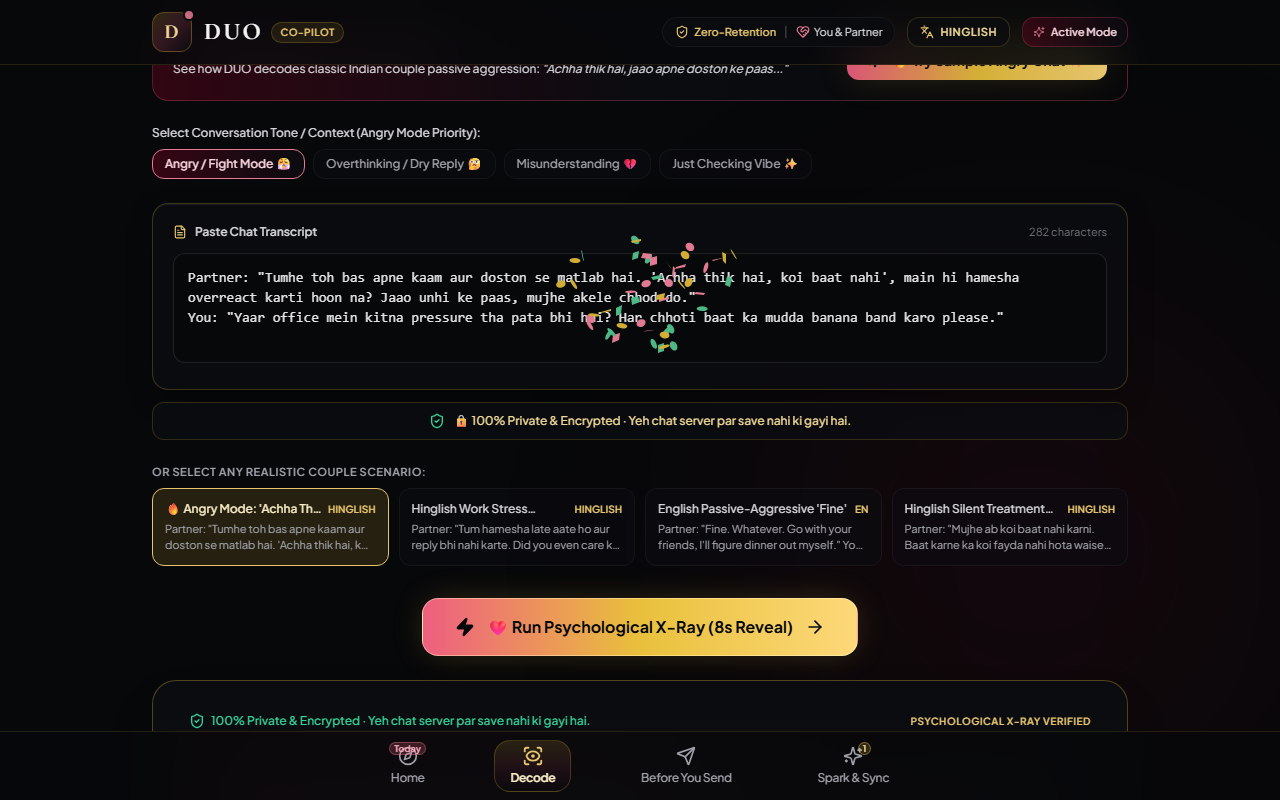 D DUO CO-PILOT Zero-Retention | You & Partner HINGLISH Active Mode
See how DUO decodes classic Indian couple passive aggression: "Achha thik hai, jaao apne doston ke paas..."
Select Conversation Tone / Context (Angry Mode Priority):
Angry / Fight Mode 😤 Overthinking / Dry Reply 🤔 Misunderstanding 💔 Just Checking Vibe ✨
Paste Chat Transcript 282 characters
Partner: "Tumhe toh bas apne kaam aur doston se matlab hai. 'Achha thik hai, koi baat nahi', main hi hamesha
overreact karti hoon na? Jaao unhi ke paas, mujhe akele chhod do."
You: "Yaar office mein kitna pressure tha pata bhi hai? Har chhoti baat ka mudda banana band karo please."
🔒 100% Private & Encrypted · Yeh chat server par save nahi ki gayi hai.
OR SELECT ANY REALISTIC COUPLE SCENARIO:
🔥 Angry Mode: 'Achha Th... HINGLISH Hinglish Work Stress... HINGLISH English Passive-Aggressive 'Fine' EN Hinglish Silent Treatment... HINGLISH
Partner: "Tumhe toh bas apne kaam aur Partner: "Tum hamesha late aate ho aur Partner: "Fine. Whatever. Go with your Partner: "Mujhe ab koi baat nahi karni.
doston se matlab hai. 'Achha thik hai, k... reply bhi nahi karte. Did you even care k... friends, I'll figure dinner out myself." Yo... Baat karne ka koi fayda nahi hota waise...
💔 Run Psychological X-Ray (8s Reveal)
100% Private & Encrypted · Yeh chat server par save nahi ki gayi hai. PSYCHOLOGICAL X-RAY VERIFIED
Today +1
Home Decode Before You Send Spark & Sync